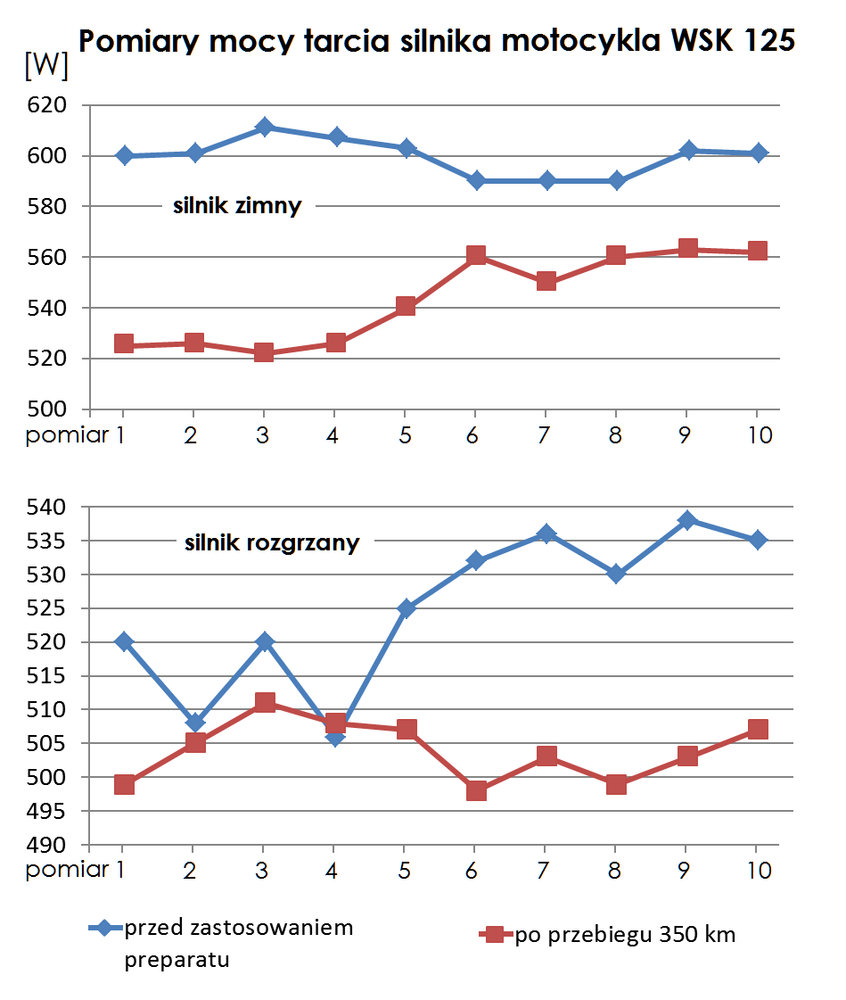 Pomiary mocy tarcia silnika motocykla WSK 125
[W]
620
600
580
silnik zimny
560
540
520
500
pomiar 1 2 3 4 5 6 7 8 9 10
540
535
silnik rozgrzany
530
525
520
515
510
505
500
495
490
pomiar 1 2 3 4 5 6 7 8 9 10
przed zastosowaniem
preparatu
po przebiegu 350 km